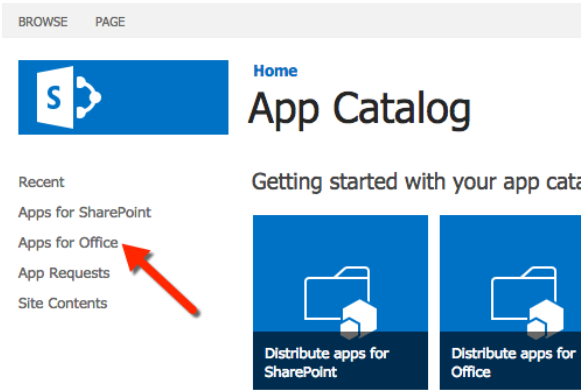 BROWSE PAGE
S
Home
App Catalog
Recent
Apps for SharePoint
Apps for Office
App Requests
Site Contents
Getting started with your app cata
Distribute apps for
SharePoint
Distribute apps for
Office